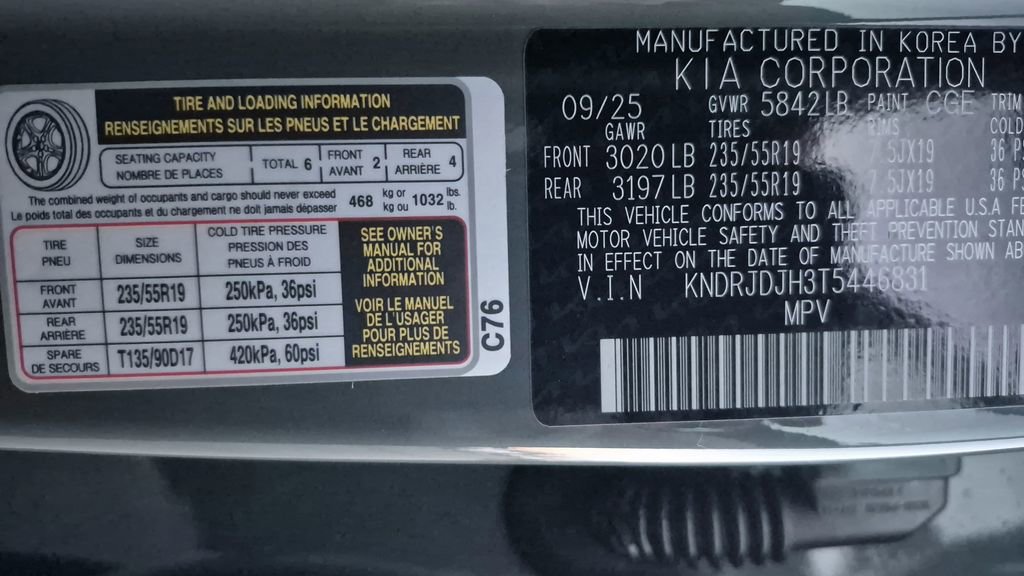 TIRE AND LOADING INFORMATION
RENSEIGNEMENTS SUR LES PNEUS ET LE CHARGEMENT
SEATING CAPACITY
NOMBRE DE PLACES
TOTAL 6
FRONT
AVANT 2
REAR
ARRIÈRE 4
The combined weight of occupants and cargo should never exceed
Le poids total des occupants et du chargement ne doit jamais dépasser
468 kg or
kg ou 1032 lbs.
lb.
TIRE
PNEU
SIZE
DIMENSIONS
COLD TIRE PRESSURE
PRESSION DES
PNEUS À FROID
FRONT
AVANT
235/55R19
250kPa, 36psi
REAR
ARRIÈRE
235/55R19
250kPa, 36psi
SPARE
DE SECOURS
T135/90D17
420kPa, 60psi
SEE OWNER'S
MANUAL FOR
ADDITIONAL
INFORMATION
VOIR LE MANUEL
DE L'USAGER
POUR PLUS DE
RENSEIGNEMENTS
C76
MANUFACTURED IN KOREA BY
KIA CORPORATION
09/25 GVWR 5842LB PAINT CGE TRIM
GAWR TIRES RIMS COLD
FRONT 3020LB 235/55R19 7.5JX19 36 PS
REAR 3197LB 235/55R19 7.5JX19 36 PS
THIS VEHICLE CONFORMS TO ALL APPLICABLE U.S.A FE
MOTOR VEHICLE SAFETY AND THEFT PREVENTION STAN
IN EFFECT ON THE DATE OF MANUFACTURE SHOWN AB
V.I.N KNDRJDJH3T5446831
MPV